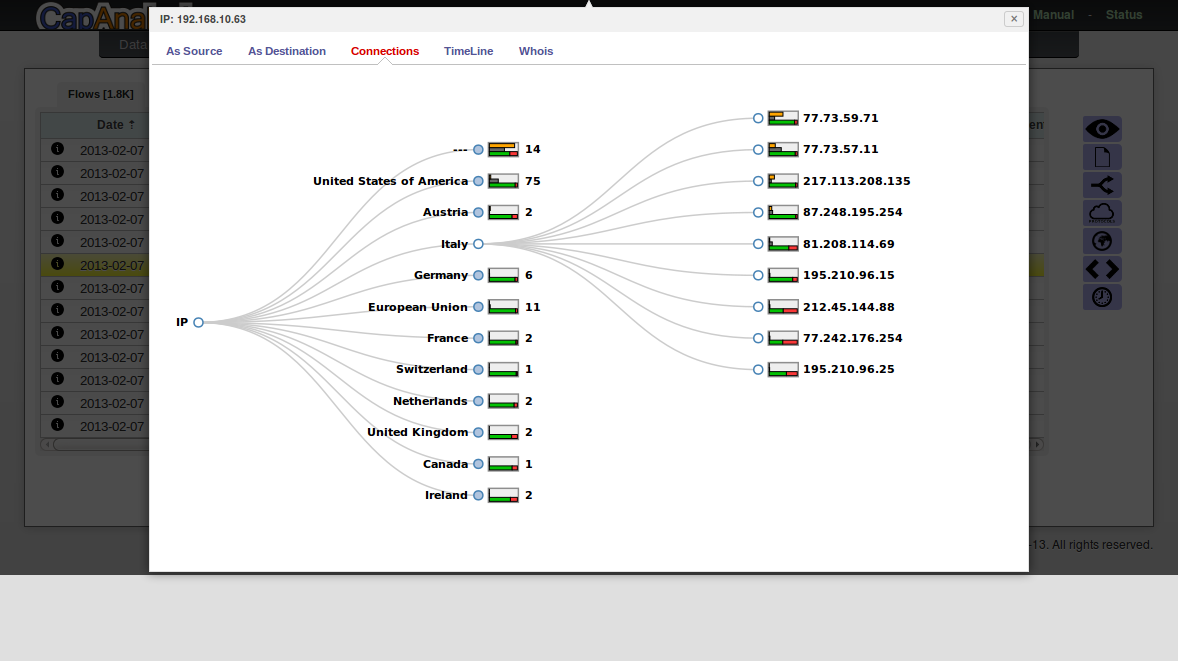 CapAna
Manual - Status
Data
IP: 192.168.10.63
×
As Source As Destination Connections TimeLine Whois
Flows [1.8K]
Date
2013-02-07
2013-02-07
2013-02-07
2013-02-07
2013-02-07
2013-02-07
2013-02-07
2013-02-07
2013-02-07
2013-02-07
2013-02-07
2013-02-07
2013-02-07
IP
--- 14
United States of America 75
Austria 2
Italy
Germany 6
European Union 11
France 2
Switzerland 1
Netherlands 2
United Kingdom 2
Canada 1
Ireland 2
77.73.59.71
77.73.57.11
217.113.208.135
87.248.195.254
81.208.114.69
195.210.96.15
212.45.144.88
77.242.176.254
195.210.96.25
-13. All rights reserved.